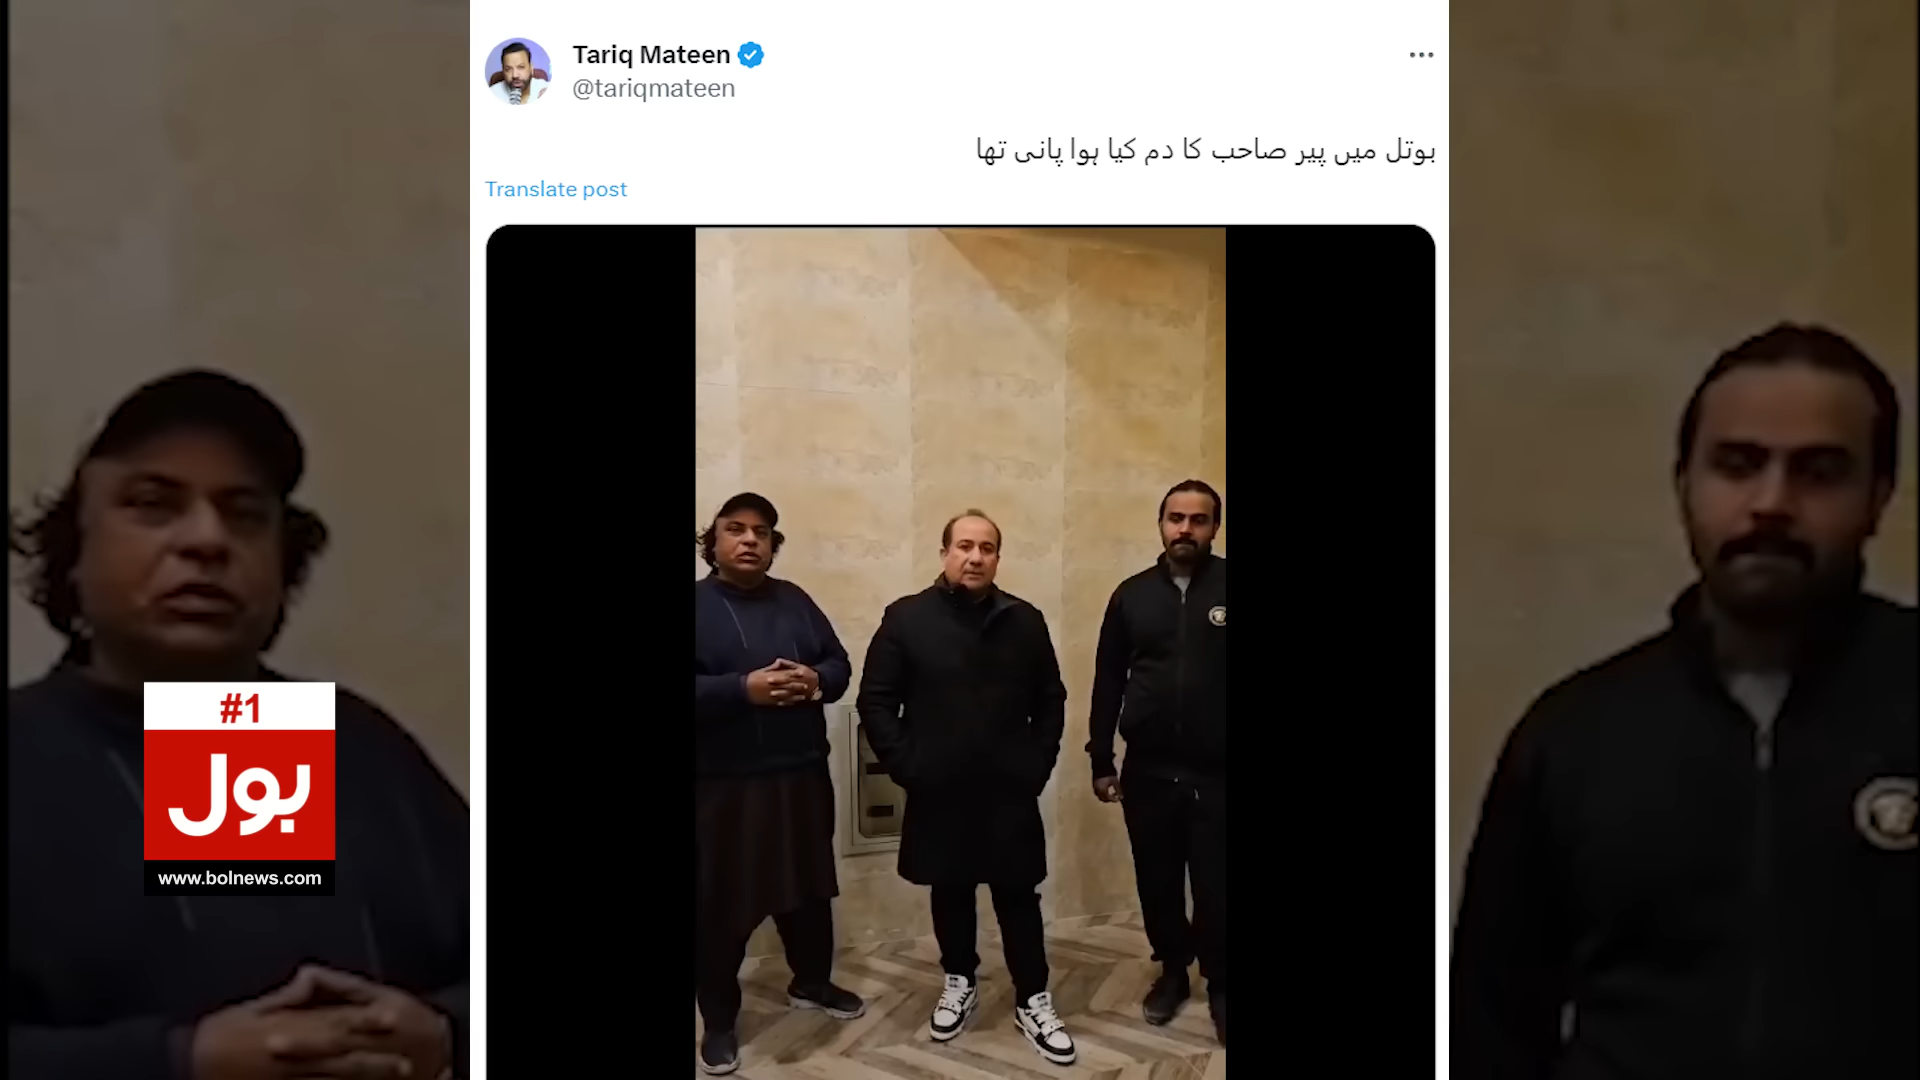 Tariq Mateen
@tariqmateen
بوتل میں پیر صاحب کا دم کیا ہوا پانی تھا
Translate post
#1
بول
www.bolnews.com